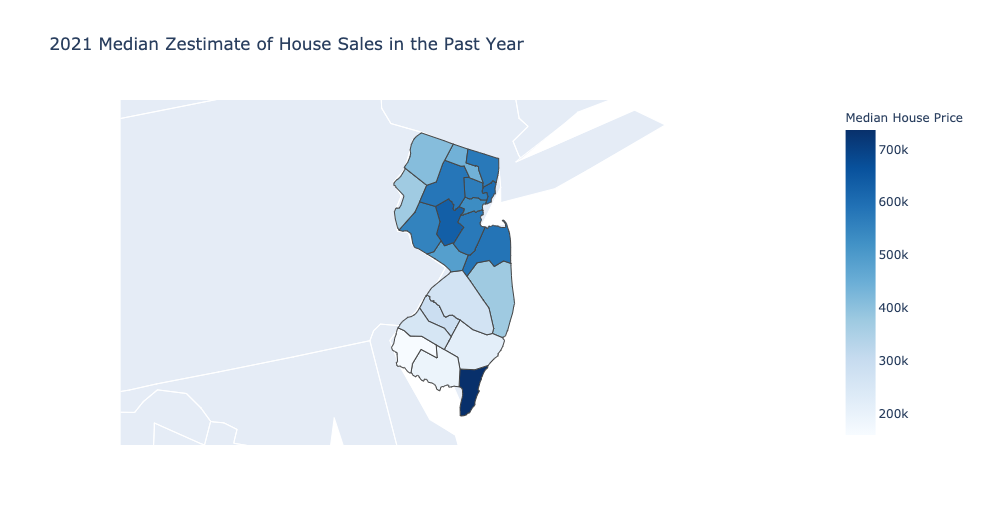 2021 Median Zestimate of House Sales in the Past Year
Median House Price
700k
600k
500k
400k
300k
200k